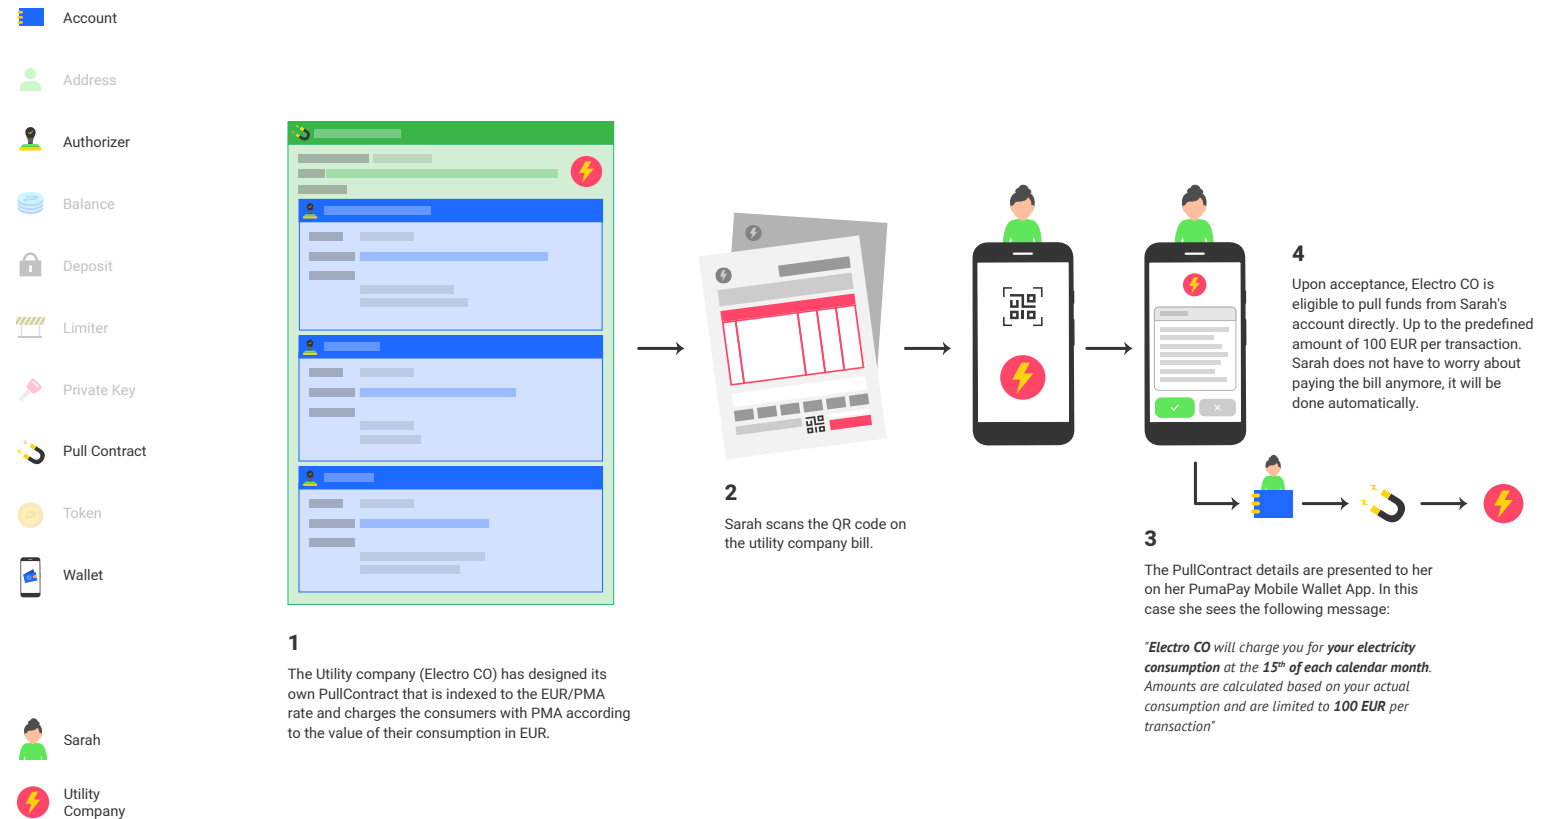 Account
Address
Authorizer
Balance
Deposit
Limiter
Private Key
Pull Contract
Token
Wallet
Sarah
Utility
Company
1
The Utility company (Electro CO) has designed its
own PullContract that is indexed to the EUR/PMA
rate and charges the consumers with PMA according
to the value of their consumption in EUR.
2
Sarah scans the QR code on
the utility company bill.
3
The PullContract details are presented to her
on her PumaPay Mobile Wallet App. In this
case she sees the following message:
"Electro CO will charge you for your electricity
consumption at the 15th of each calendar month.
Amounts are calculated based on your actual
consumption and are limited to 100 EUR per
transaction"
4
Upon acceptance, Electro CO is
eligible to pull funds from Sarah's
account directly. Up to the predefined
amount of 100 EUR per transaction.
Sarah does not have to worry about
paying the bill anymore, it will be
done automatically.